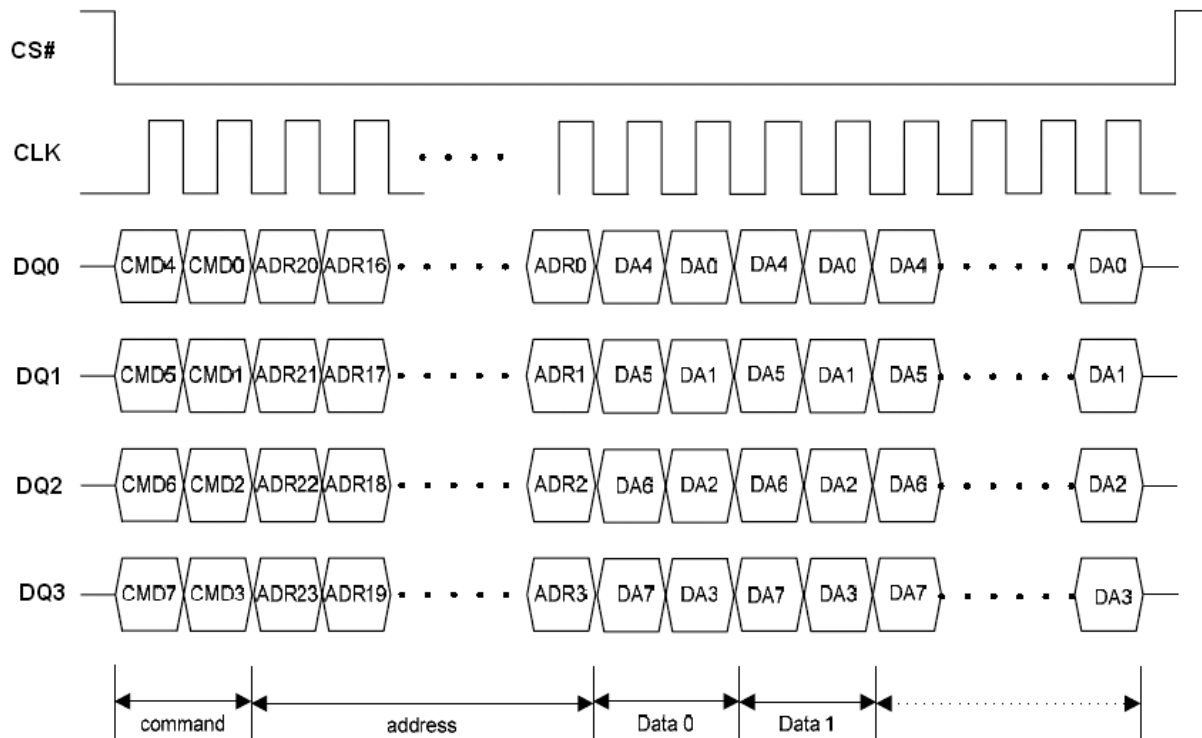 CS#
CLK
DQ0 CMD4 CMD0 ADR20 ADR16 ADR0 DA4 DA0 DA4 DA0 DA4 DA0
DQ1 CMD5 CMD1 ADR21 ADR17 ADR1 DA5 DA1 DA5 DA1 DA5 DA1
DQ2 CMD6 CMD2 ADR22 ADR18 ADR2 DA6 DA2 DA6 DA2 DA6 DA2
DQ3 CMD7 CMD3 ADR23 ADR19 ADR3 DA7 DA3 DA7 DA3 DA7 DA3
command address Data 0 Data 1